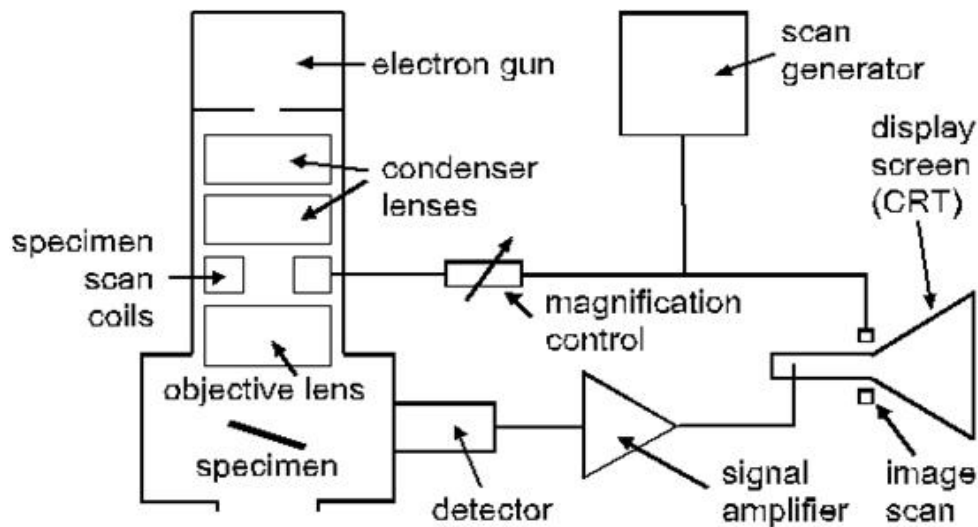 electron gun
scan
generator
display
screen
(CRT)
condenser
lenses
specimen
scan
coils
magnification
control
objective lens
specimen
detector
signal
amplifier
image
scan